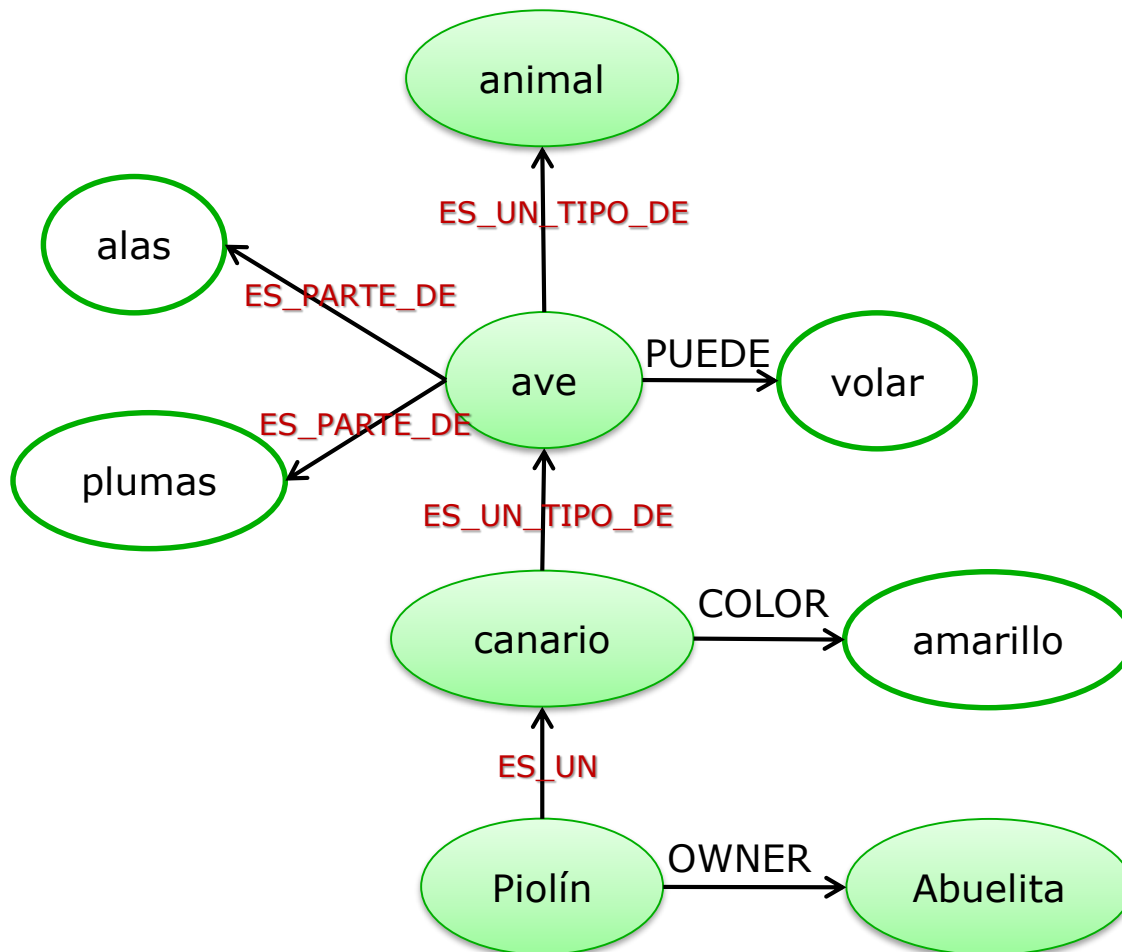 animal
ES_UN_TIPO_DE
alas
ES_PARTE_DE
PUEDE
ave
volar
ES_PARTE_DE
plumas
ES_UN_TIPO_DE
COLOR
canario
amarillo
ES_UN
OWNER
Piolín
Abuelita